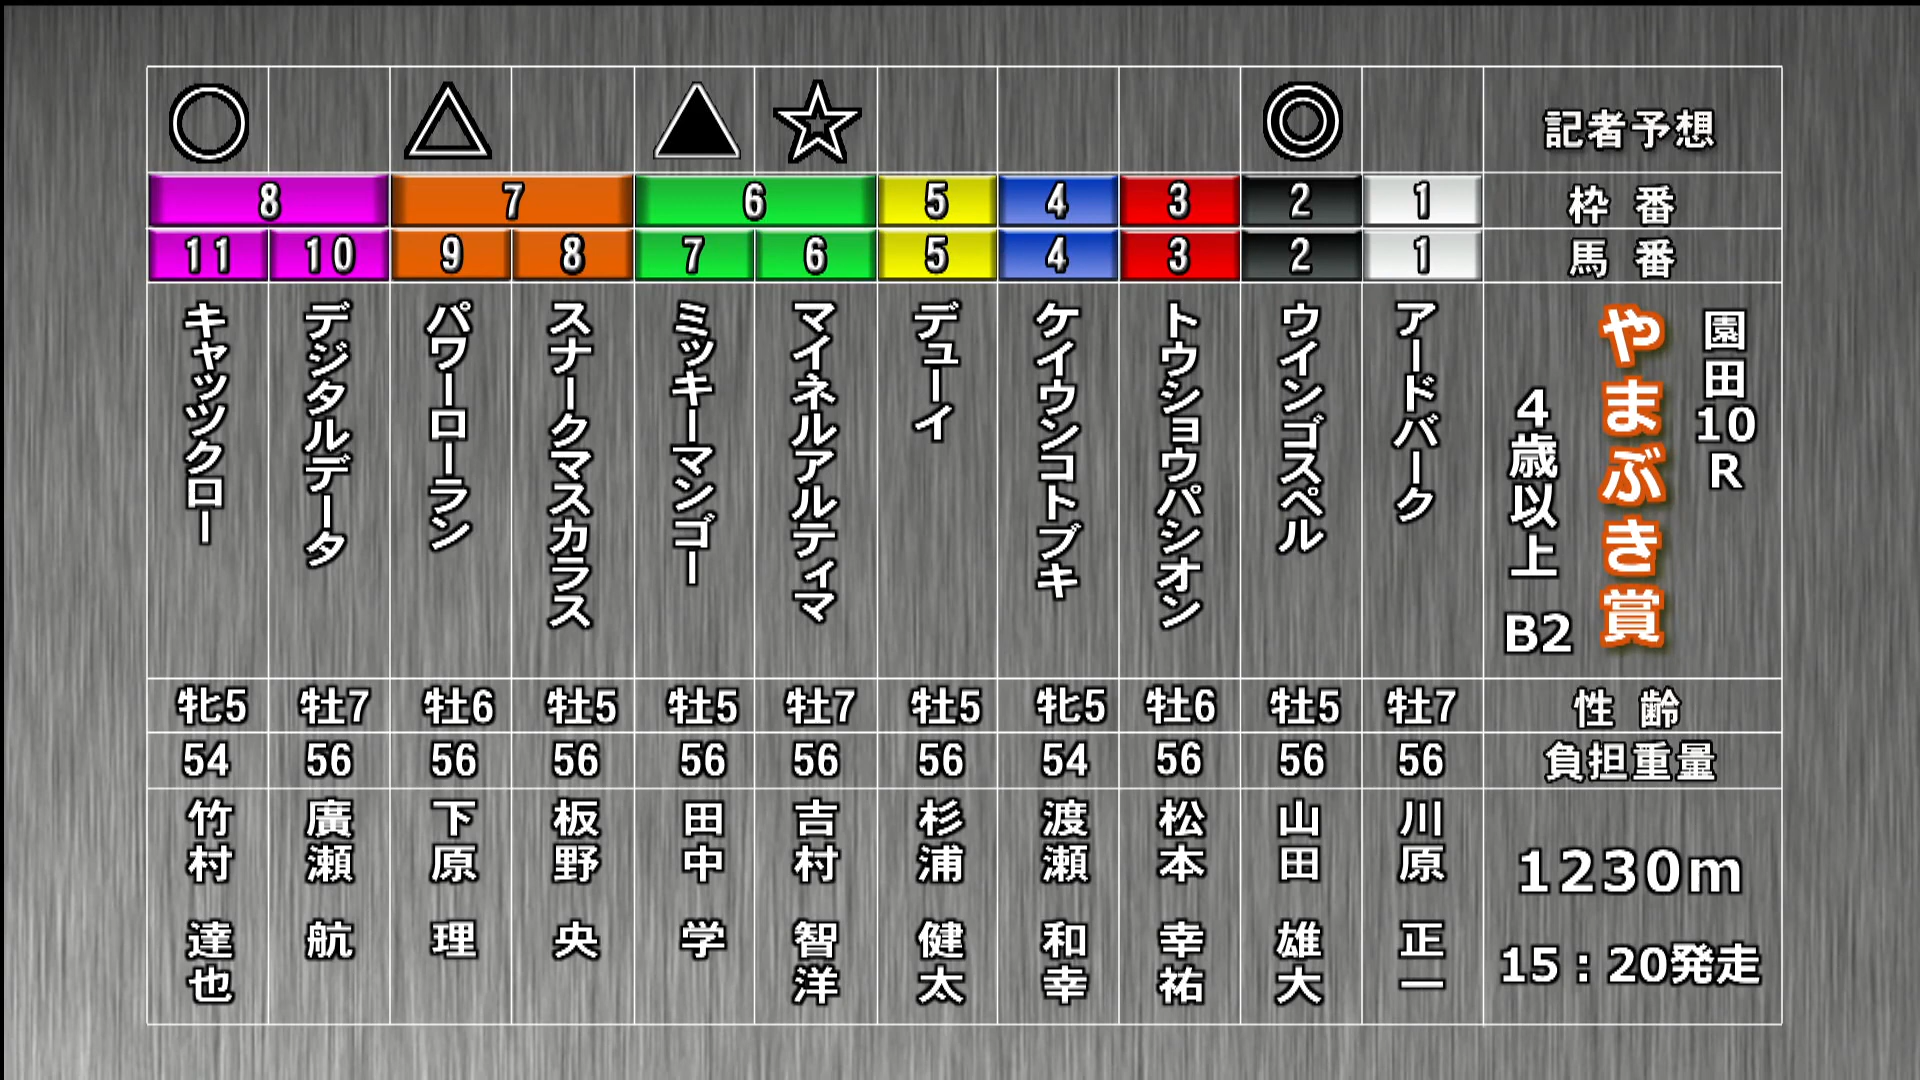 園田10R
やまぶき賞
4歳以上 B2
1230m
15：20発走
記者予想 ◎ ☆ ▲ △ ○
枠番 1 2 3 4 5 6 7 8
馬番 1 2 3 4 5 6 7 8 9 10 11
アードバーク
ウインゴスペル
トウショウパシオン
ケイウンコトブキ
デューイ
マイネルアルティマ
ミッキーマンゴー
スナークマスカラス
パワーローラン
デジタルデータ
キャッツクロー
性齢 牡7 牡5 牡6 牝5 牡5 牡7 牡5 牡5 牡6 牡7 牝5
負担重量 56 56 56 54 56 56 56 56 56 56 54
川原 正一
山田 雄大
松本 幸祐
渡瀬 和幸
杉浦 健太
吉村 智洋
田中 学
板野 央
下原 理
廣瀬 航
竹村 達也